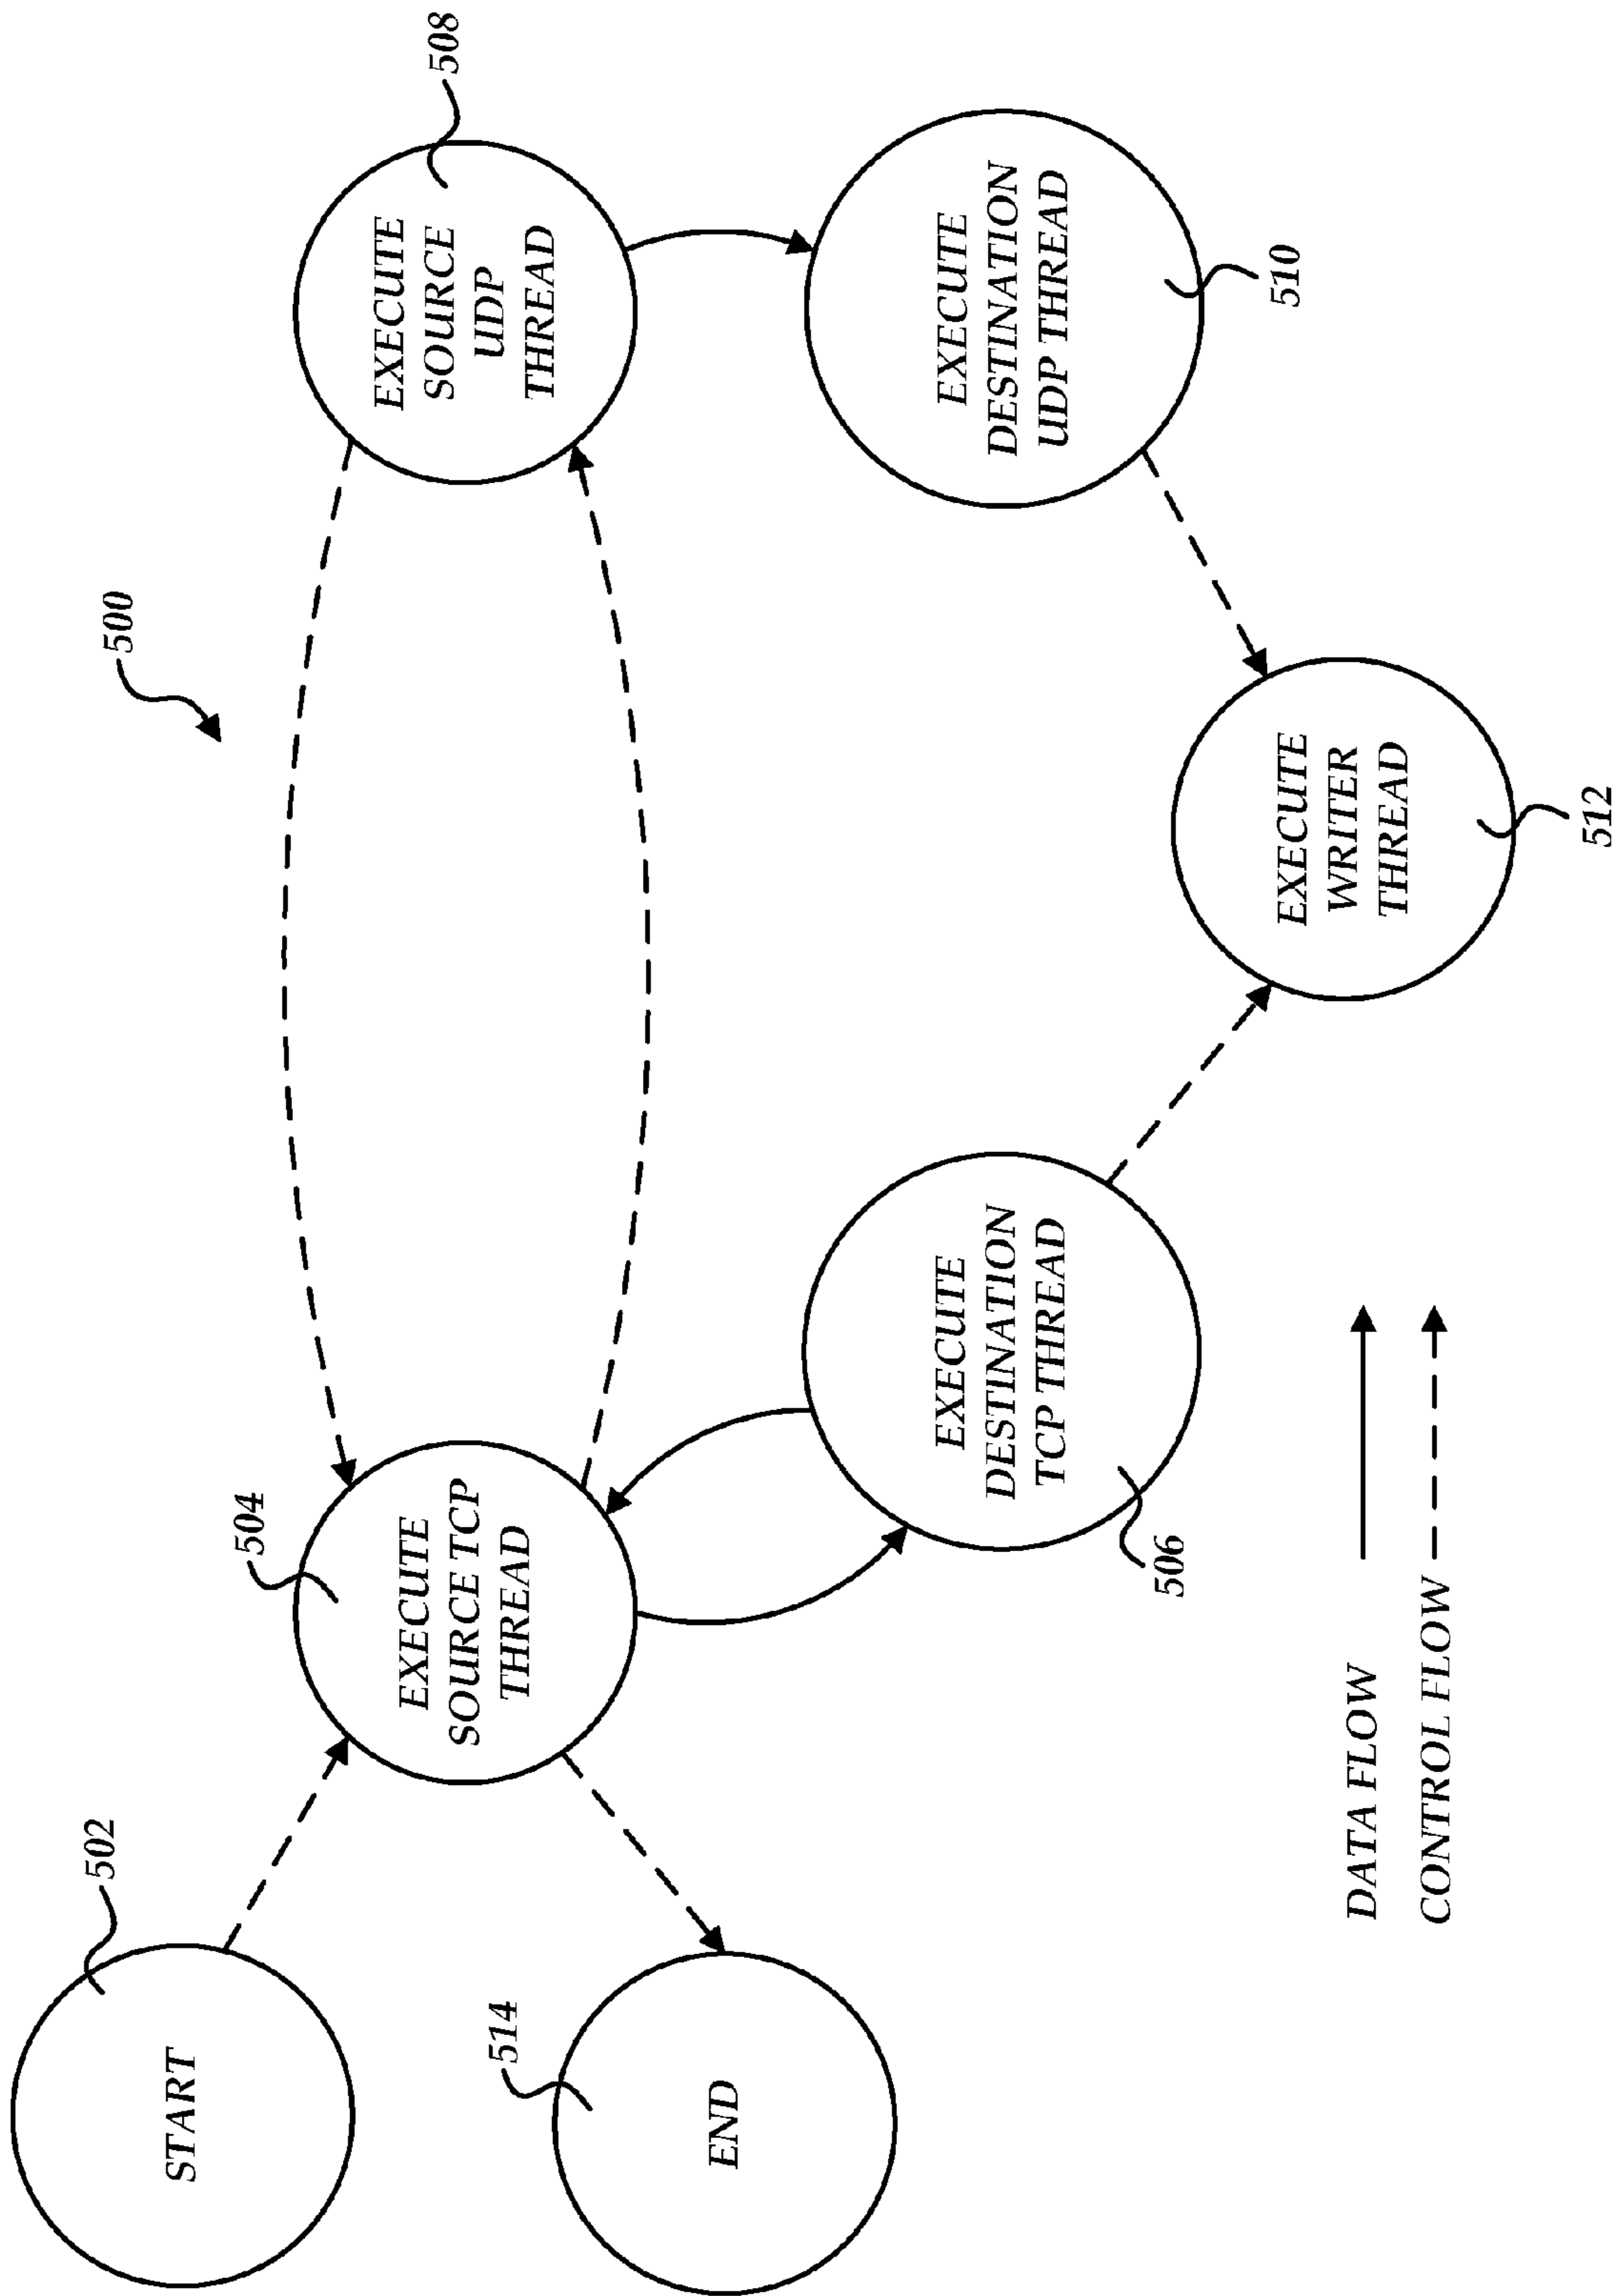 500
502
START
504
EXECUTE
SOURCE TCP
THREAD
508
EXECUTE
SOURCE
UDP
THREAD
514
END
506
EXECUTE
DESTINATION
TCP THREAD
510
EXECUTE
DESTINATION
UDP THREAD
512
EXECUTE
WRITER
THREAD
DATA FLOW
CONTROL FLOW